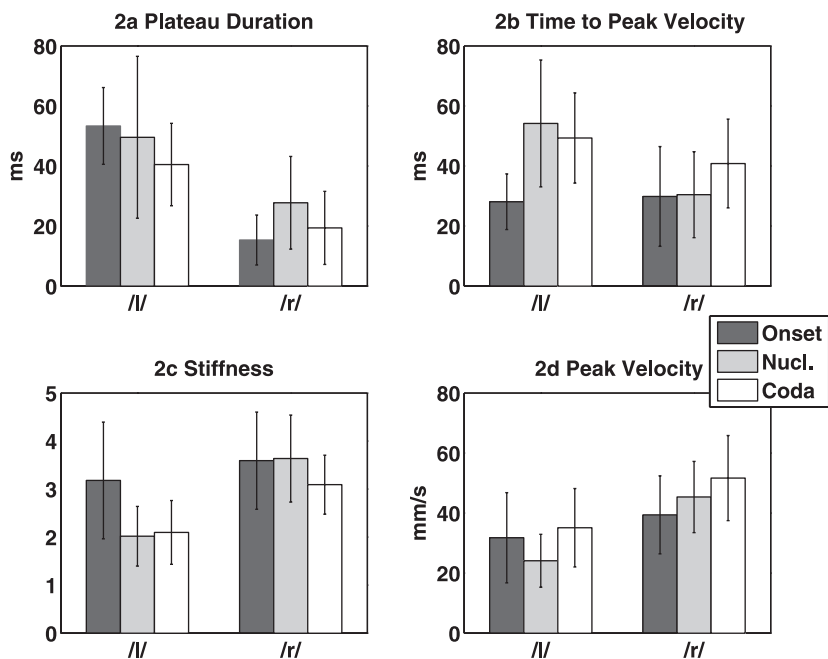 2a Plateau Duration
80
60
40
20
0
ms
/l/
/r/
2b Time to Peak Velocity
80
60
40
20
0
ms
/l/
/r/
Onset
Nucl.
Coda
2c Stiffness
5
4
3
2
1
0
/l/
/r/
2d Peak Velocity
80
60
40
20
0
mm/s
/l/
/r/